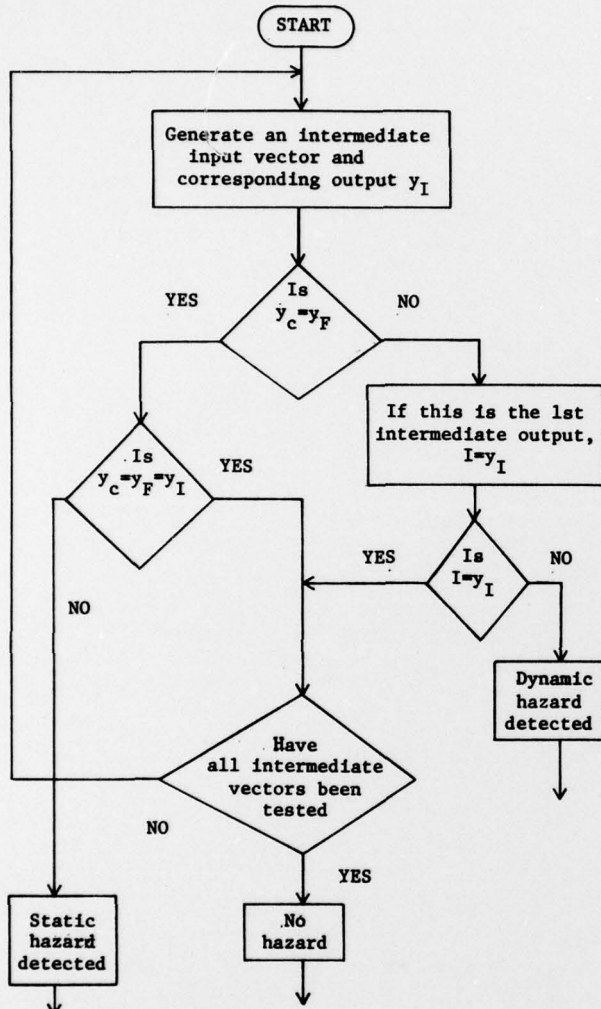 START
Generate an intermediate
input vector and
corresponding output y_I
Is
y_c=y_F
YES
NO
If this is the 1st
intermediate output,
I=y_I
Is
y_c=y_F=y_I
YES
NO
Is
I=y_I
YES
NO
Dynamic
hazard
detected
Have
all intermediate
vectors been
tested
NO
YES
Static
hazard
detected
No
hazard